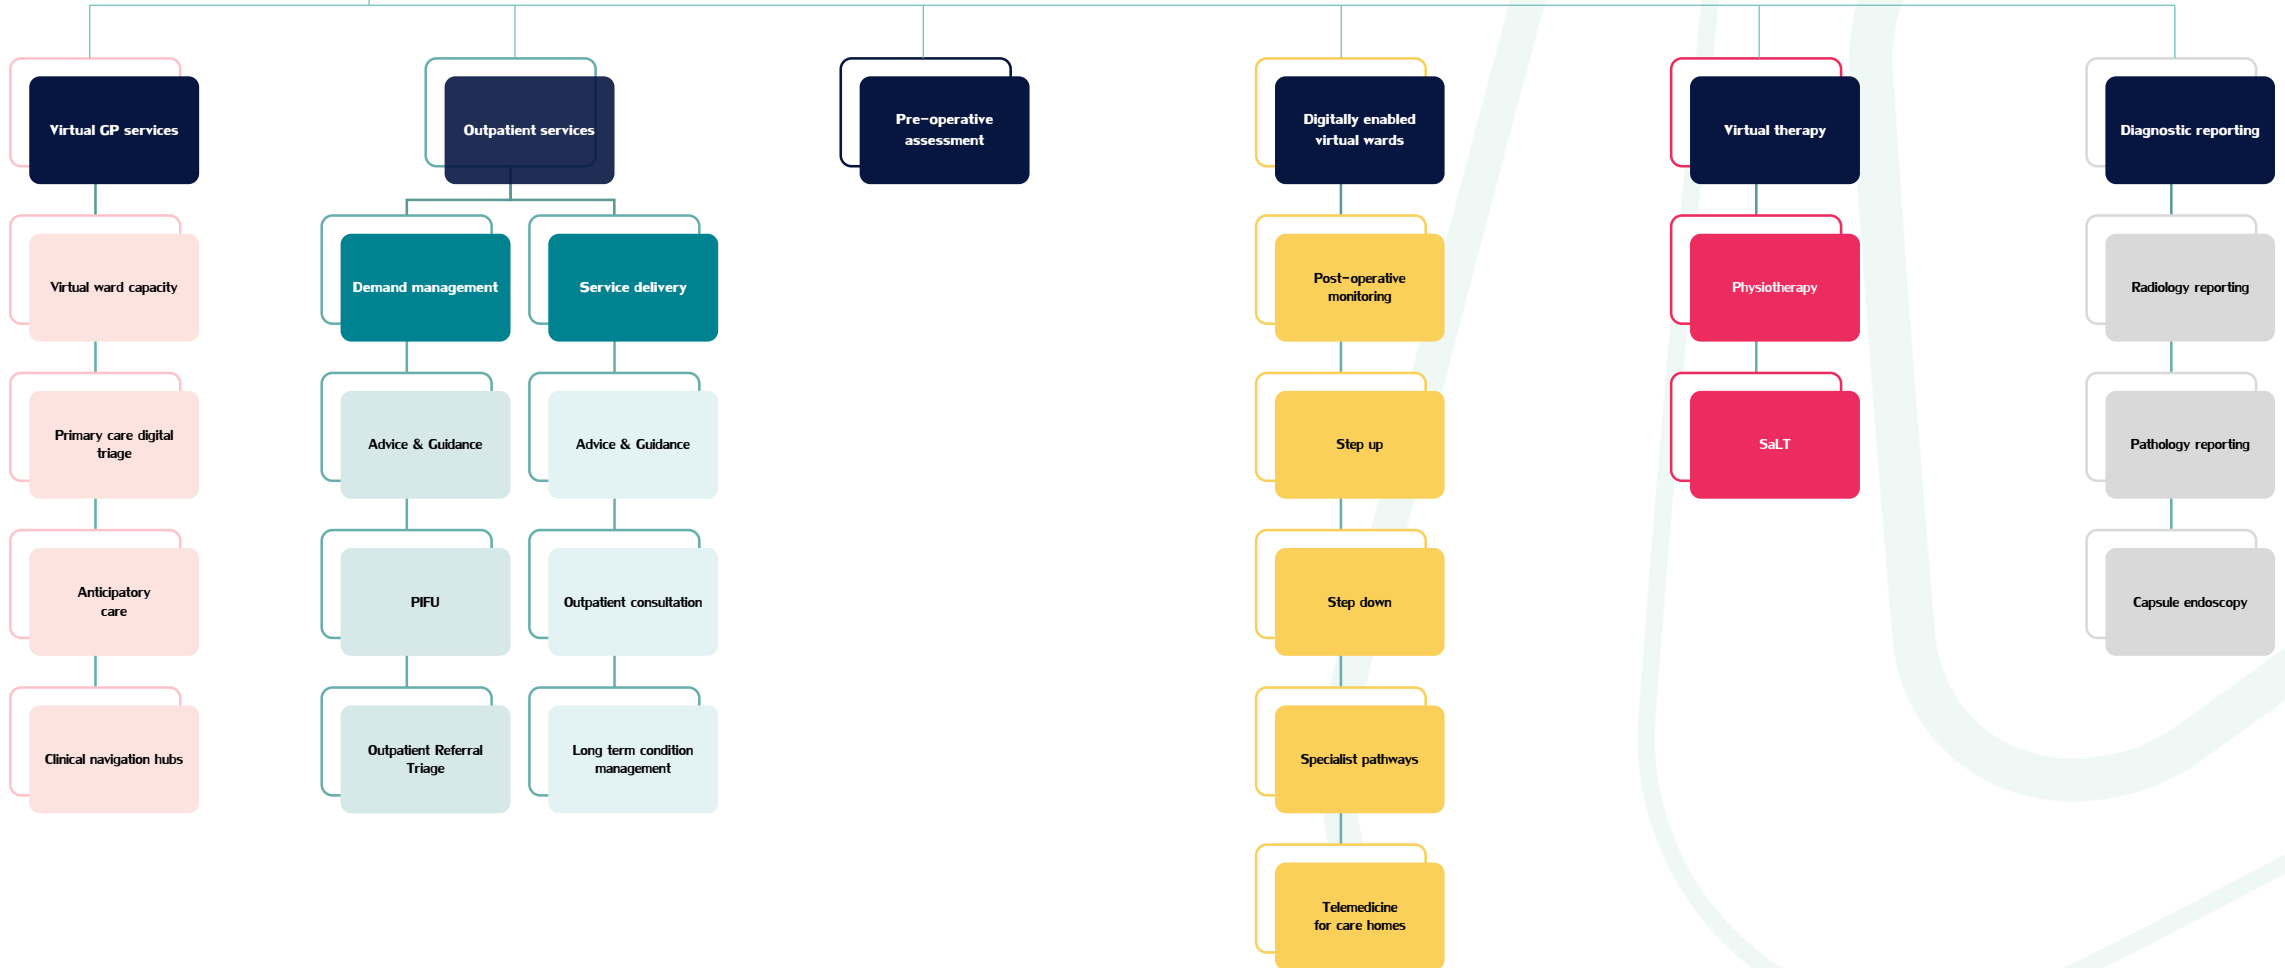 Virtual GP services
Outpatient services
Pre-operative
assessment
Digitally enabled
virtual wards
Virtual therapy
Diagnostic reporting
Virtual ward capacity
Demand management
Service delivery
Post-operative
monitoring
Physiotherapy
Radiology reporting
Primary care digital
triage
Advice & Guidance
Advice & Guidance
Step up
SaLT
Pathology reporting
Anticipatory
care
PIFU
Outpatient consultation
Step down
Capsule endoscopy
Clinical navigation hubs
Outpatient Referral
Triage
Long term condition
management
Specialist pathways
Telemedicine
for care homes